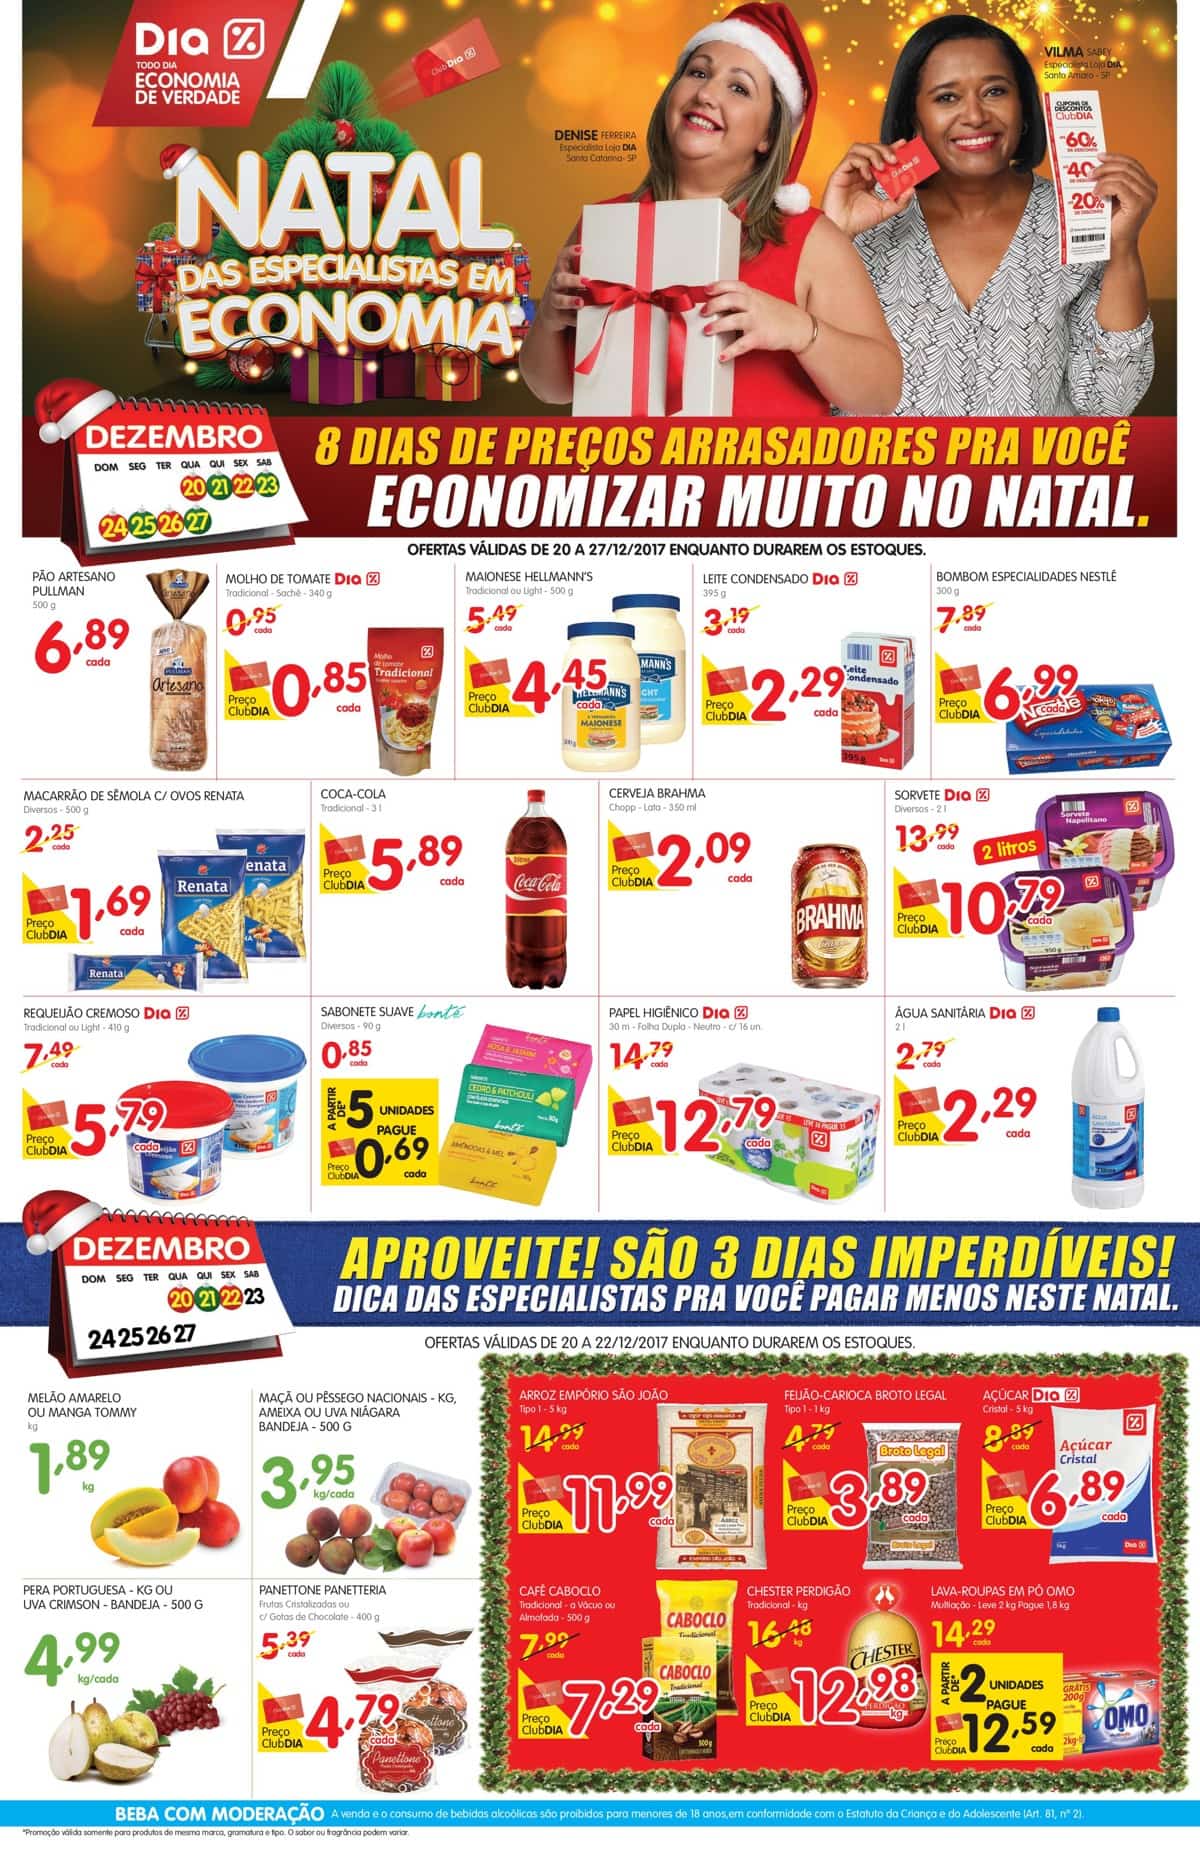 Dia %
TODO DIA
ECONOMIA
DE VERDADE
Club Dia %
NATAL
DAS ESPECIALISTAS EM
ECONOMIA.
DENISE FERREIRA
Especialista Loja DIA
Santa Catarina- SP
VILMA SABEY
Especialista Loja DIA
Santo Amaro - SP
CUPONS DE
DESCONTOS
ClubDIA
-60%
DE DESCONTO
-40%
DE DESCONTO
-20%
DE DESCONTO
DEZEMBRO
DOM SEG TER QUA QUI SEX SAB
20 21 22 23
24 25 26 27
8 DIAS DE PREÇOS ARRASADORES PRA VOCÊ
ECONOMIZAR MUITO NO NATAL.
OFERTAS VÁLIDAS DE 20 A 27/12/2017 ENQUANTO DURAREM OS ESTOQUES.
PÃO ARTESANO
PULLMAN
500 g
6,89
cada
MOLHO DE TOMATE Dia %
Tradicional - Sachê - 340 g
0,95
cada
Preço
ClubDIA
0,85
cada
MAIONESE HELLMANN'S
Tradicional ou Light - 500 g
5,49
cada
Preço
ClubDIA
4,45
cada
LEITE CONDENSADO Dia %
395 g
3,19
cada
Preço
ClubDIA
2,29
cada
BOMBOM ESPECIALIDADES NESTLÉ
300 g
7,89
cada
Preço
ClubDIA
6,99
cada
MACARRÃO DE SÊMOLA C/ OVOS RENATA
Diversos - 500 g
2,25
cada
Preço
ClubDIA
1,69
cada
COCA-COLA
Tradicional - 3 l
Preço
ClubDIA
5,89
cada
CERVEJA BRAHMA
Chopp - Lata - 350 ml
Preço
ClubDIA
2,09
cada
SORVETE Dia %
Diversos - 2 l
13,99
cada
2 litros
Preço
ClubDIA
10,79
cada
REQUEIJÃO CREMOSO Dia %
Tradicional ou Light - 410 g
7,49
cada
Preço
ClubDIA
5,79
cada
SABONETE SUAVE bonté
Diversos - 90 g
0,85
cada
A PARTIR
DE*
5 UNIDADES
PAGUE
Preço
ClubDIA
0,69
cada
PAPEL HIGIÊNICO Dia %
30 m - Folha Dupla - Neutro - c/ 16 un.
14,79
cada
Preço
ClubDIA
12,79
cada
ÁGUA SANITÁRIA Dia %
2 l
2,79
cada
Preço
ClubDIA
2,29
cada
DEZEMBRO
DOM SEG TER QUA QUI SEX SAB
20 21 22 23
24 25 26 27
APROVEITE! SÃO 3 DIAS IMPERDÍVEIS!
DICA DAS ESPECIALISTAS PRA VOCÊ PAGAR MENOS NESTE NATAL.
OFERTAS VÁLIDAS DE 20 A 22/12/2017 ENQUANTO DURAREM OS ESTOQUES.
MELÃO AMARELO
OU MANGA TOMMY
kg
1,89
kg
MAÇÃ OU PÊSSEGO NACIONAIS - KG,
AMEIXA OU UVA NIÁGARA
BANDEJA - 500 G
3,95
kg/cada
PERA PORTUGUESA - KG OU
UVA CRIMSON - BANDEJA - 500 G
4,99
kg/cada
PANETTONE PANETTERIA
Frutas Cristalizadas ou
c/ Gotas de Chocolate - 400 g
5,39
cada
Preço
ClubDIA
4,79
cada
ARROZ EMPÓRIO SÃO JOÃO
Tipo 1 - 5 kg
14,99
cada
Preço
ClubDIA
11,99
cada
FEIJÃO-CARIOCA BROTO LEGAL
Tipo 1 - 1 kg
4,79
cada
Preço
ClubDIA
3,89
cada
AÇÚCAR Dia %
Cristal - 5 kg
8,89
cada
Preço
ClubDIA
6,89
cada
CAFÉ CABOCLO
Tradicional - a Vácuo ou
Almofada - 500 g
7,99
cada
Preço
ClubDIA
7,29
cada
CHESTER PERDIGÃO
Tradicional - kg
16,48
kg
Preço
ClubDIA
12,98
kg
LAVA-ROUPAS EM PÓ OMO
Multiação - Leve 2 kg Pague 1,8 kg
14,29
cada
A PARTIR
DE*
2 UNIDADES
PAGUE
Preço
ClubDIA
12,59
cada
BEBA COM MODERAÇÃO A venda e o consumo de bebidas alcoólicas são proibidos para menores de 18 anos,em conformidade com o Estatuto da Criança e do Adolescente (Art. 81, n° 2).
*Promoção válida somente para produtos de mesma marca, gramatura e tipo. O sabor ou fragrância podem variar.